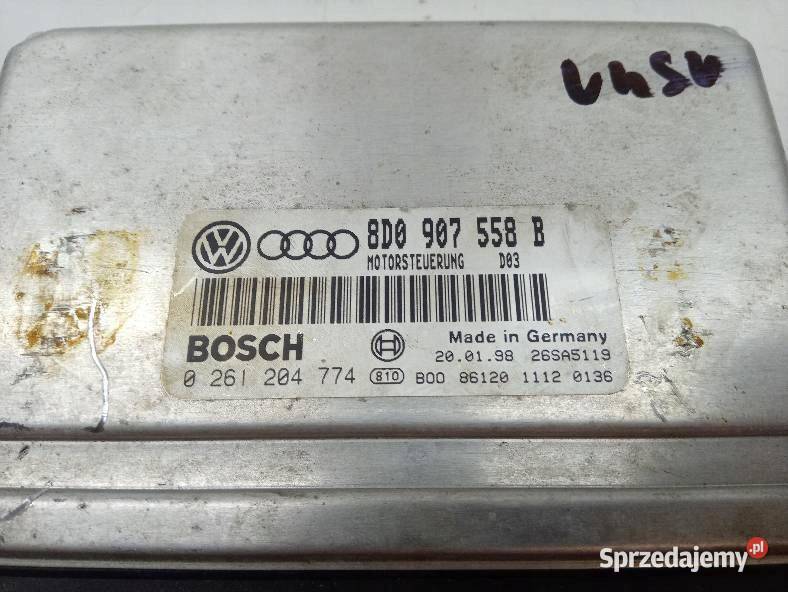 8D0 907 558 B
MOTORSTEUERUNG D03
BOSCH
Made in Germany
20.01.98 26SA5119
0 261 204 774 810 B00 86120 1112 0136
Sprzedajemy.pl